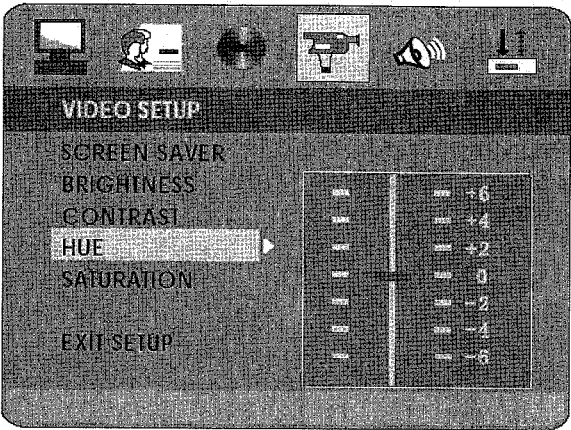 VIDEO SETUP
SCREEN SAVER
BRIGHTNESS
CONTRAST
HUE
SATURATION
EXIT SETUP
+6
+4
+2
0
-2
-4
-6